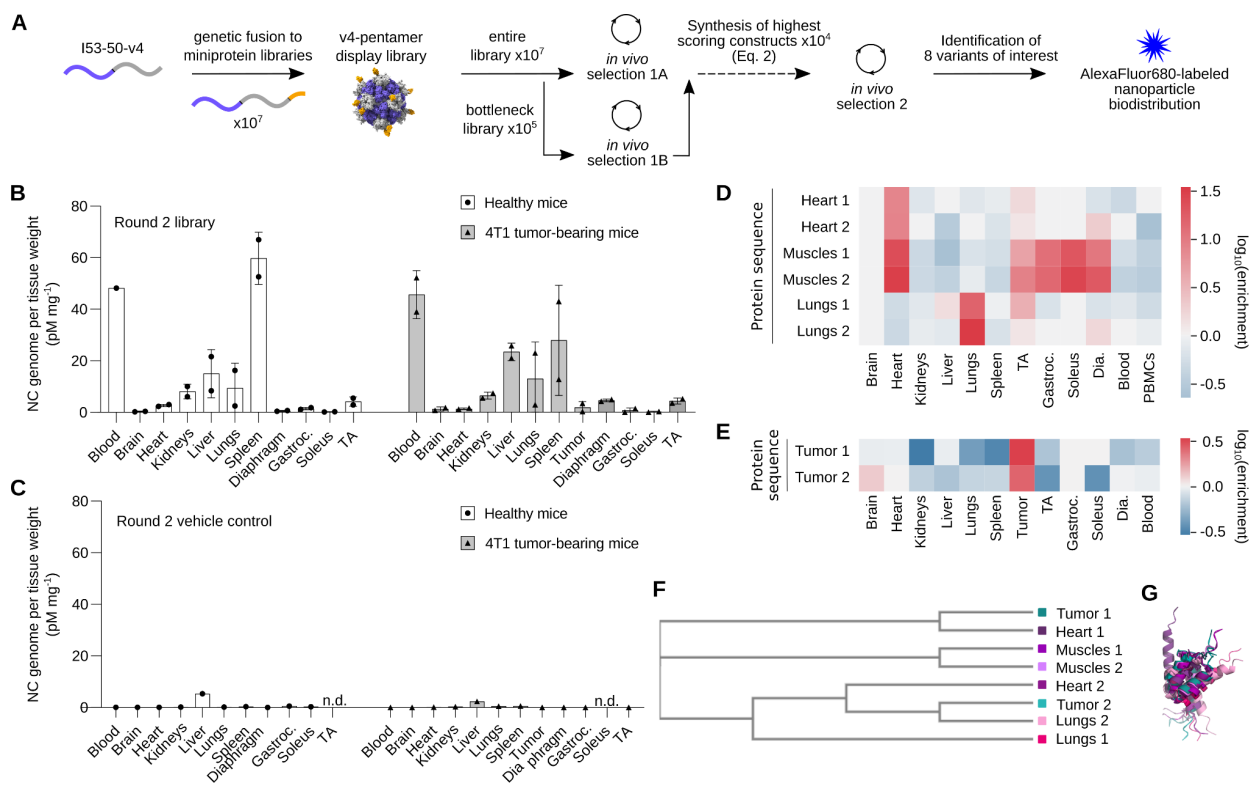 A
I53-50-v4
genetic fusion to
miniprotein libraries
x10⁷
v4-pentamer
display library
entire
library x10⁷
bottleneck
library x10⁵
in vivo
selection 1A
in vivo
selection 1B
Synthesis of highest
scoring constructs x10⁴
(Eq. 2)
in vivo
selection 2
Identification of
8 variants of interest
AlexaFluor680-labeled
nanoparticle
biodistribution
B
NC genome per tissue weight
(pM mg⁻¹)
80
60
40
20
0
Round 2 library
Healthy mice
4T1 tumor-bearing mice
Blood
Brain
Heart
Kidneys
Liver
Lungs
Spleen
Diaphragm
Gastroc.
Soleus
TA
Blood
Brain
Heart
Kidneys
Liver
Lungs
Spleen
Tumor
Diaphragm
Gastroc.
Soleus
TA
C
NC genome per tissue weight
(pM mg⁻¹)
80
60
40
20
0
Round 2 vehicle control
Healthy mice
4T1 tumor-bearing mice
n.d.
n.d.
Blood
Brain
Heart
Kidneys
Liver
Lungs
Spleen
Diaphragm
Gastroc.
Soleus
TA
Blood
Brain
Heart
Kidneys
Liver
Lungs
Spleen
Tumor
Dia phragm
Gastroc.
Soleus
TA
D
Protein sequence
Heart 1
Heart 2
Muscles 1
Muscles 2
Lungs 1
Lungs 2
Brain
Heart
Kidneys
Liver
Lungs
Spleen
TA
Gastroc.
Soleus
Dia.
Blood
PBMCs
1.5
1.0
0.5
0.0
-0.5
log₁₀(enrichment)
E
Protein
sequence
Tumor 1
Tumor 2
Brain
Heart
Kidneys
Liver
Lungs
Spleen
Tumor
TA
Gastroc.
Soleus
Dia.
Blood
0.5
0.0
-0.5
log₁₀(enrichment)
F
Tumor 1
Heart 1
Muscles 1
Muscles 2
Heart 2
Tumor 2
Lungs 2
Lungs 1
G